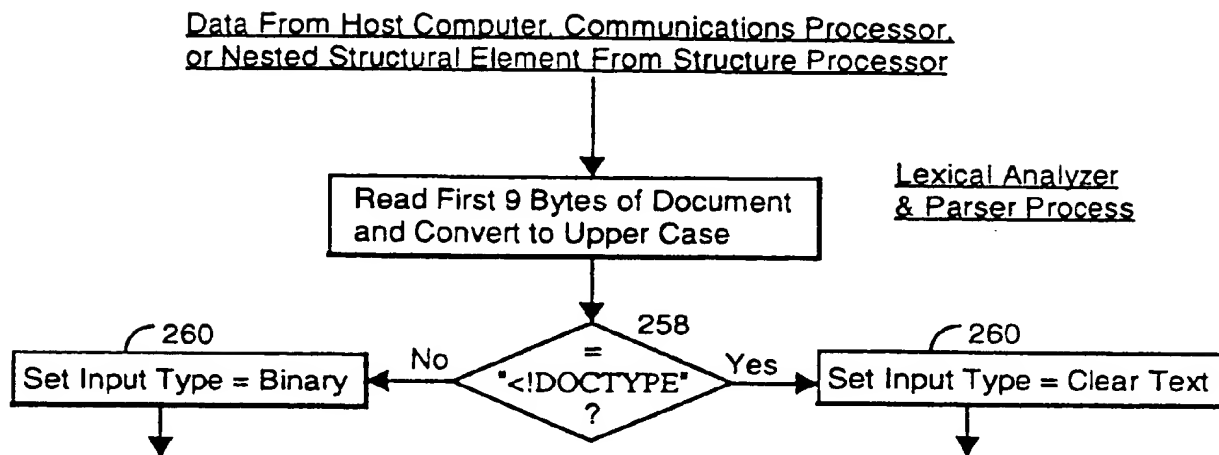 Data From Host Computer, Communications Processor,
or Nested Structural Element From Structure Processor
Read First 9 Bytes of Document
and Convert to Upper Case
Lexical Analyzer
& Parser Process
258
=
"<!DOCTYPE"
?
No
Yes
260
Set Input Type = Binary
260
Set Input Type = Clear Text